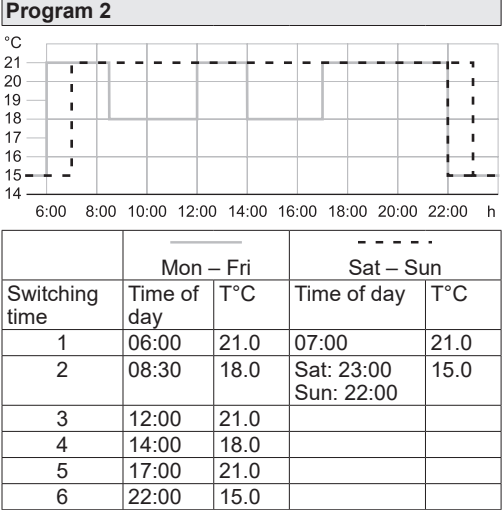 Program 2
°C
21
20
19
18
17
16
15
14
6:00 8:00 10:00 12:00 14:00 16:00 18:00 20:00 22:00 h
Mon – Fri Sat – Sun
Switching time Time of day T°C Time of day T°C
1 06:00 21.0 07:00 21.0
2 08:30 18.0 Sat: 23:00 15.0
Sun: 22:00
3 12:00 21.0
4 14:00 18.0
5 17:00 21.0
6 22:00 15.0